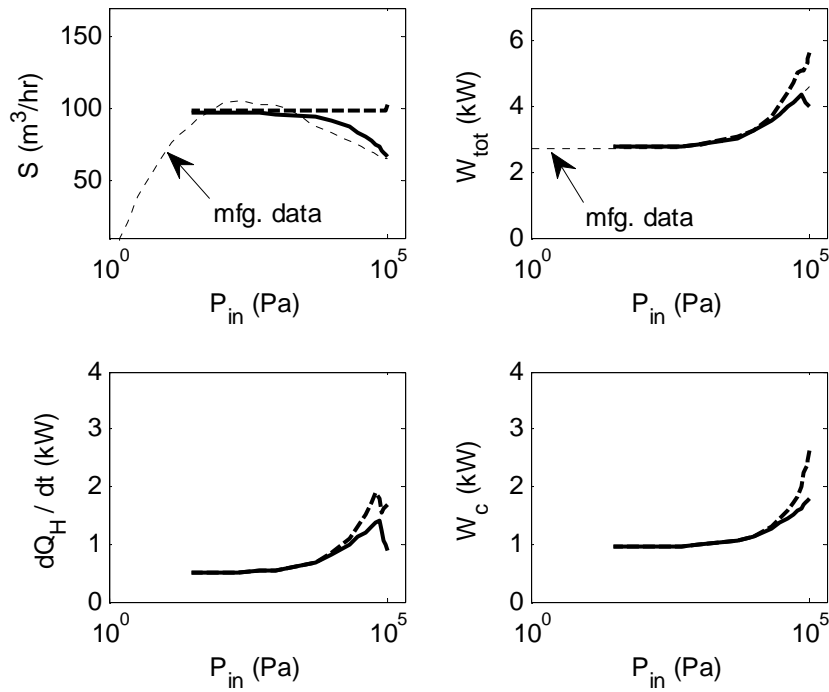 150
100
50
S (m³/hr)
mfg. data
10⁰ 10⁵
P_in (Pa)
6
4
2
0
W_tot (kW)
mfg. data
10⁰ 10⁵
P_in (Pa)
4
3
2
1
0
dQ_H / dt (kW)
10⁰ 10⁵
P_in (Pa)
4
3
2
1
0
W_c (kW)
10⁰ 10⁵
P_in (Pa)